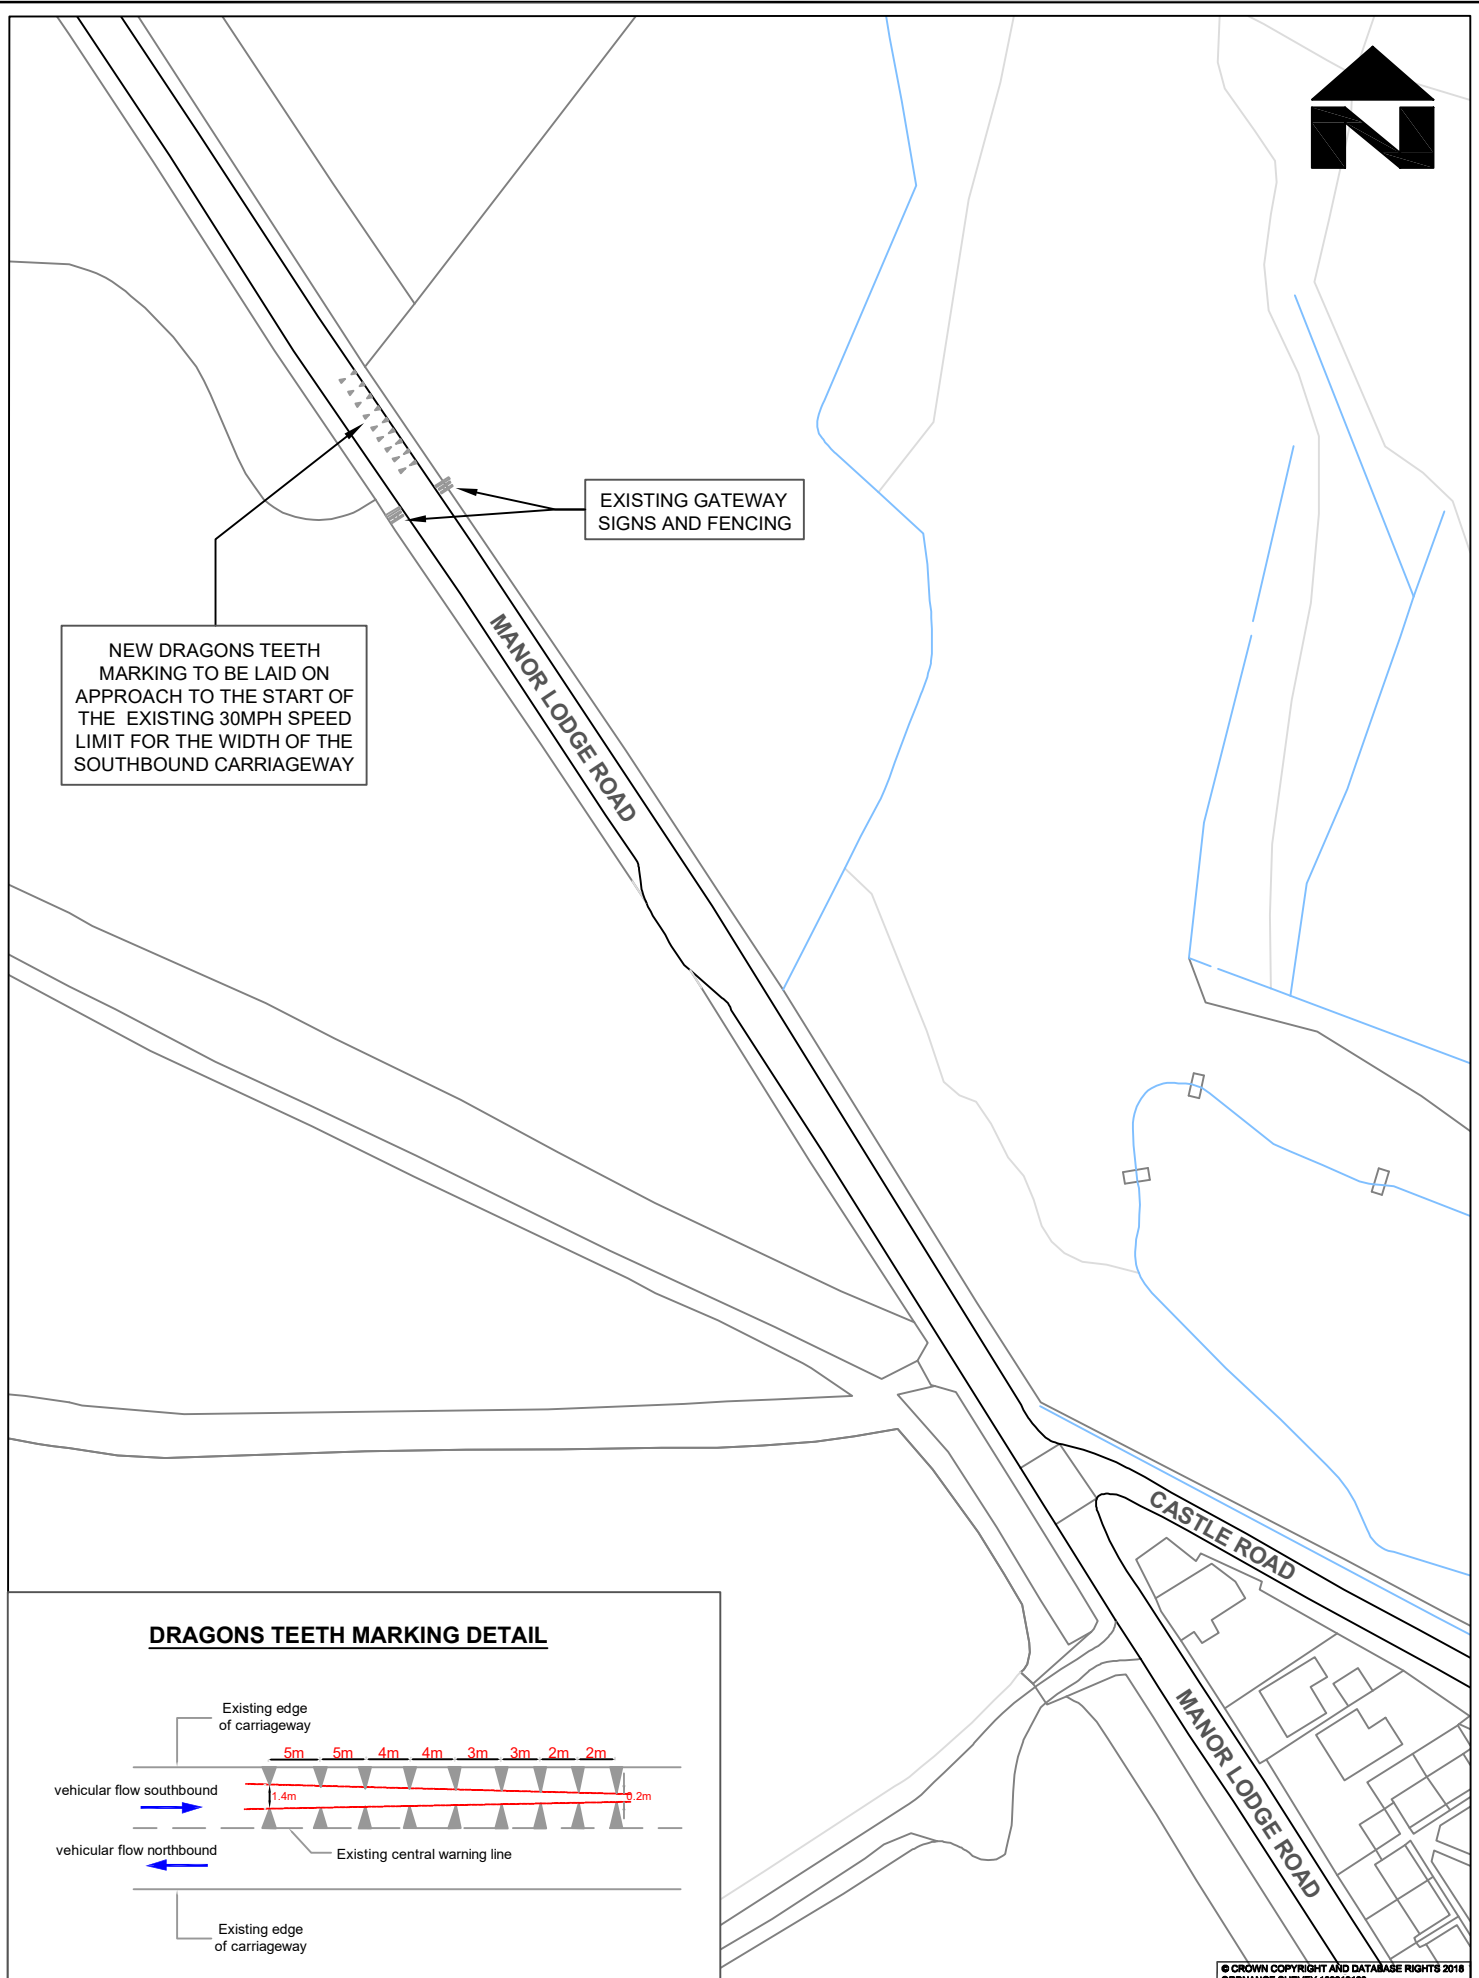 N
EXISTING GATEWAY
SIGNS AND FENCING
NEW DRAGONS TEETH
MARKING TO BE LAID ON
APPROACH TO THE START OF
THE EXISTING 30MPH SPEED
LIMIT FOR THE WIDTH OF THE
SOUTHBOUND CARRIAGEWAY
MANOR LODGE ROAD
CASTLE ROAD
MANOR LODGE ROAD
DRAGONS TEETH MARKING DETAIL
Existing edge
of carriageway
5m 5m 4m 4m 3m 3m 2m 2m
vehicular flow southbound
1.4m
0.2m
vehicular flow northbound
Existing central warning line
Existing edge
of carriageway
© CROWN COPYRIGHT AND DATABASE RIGHTS 2018